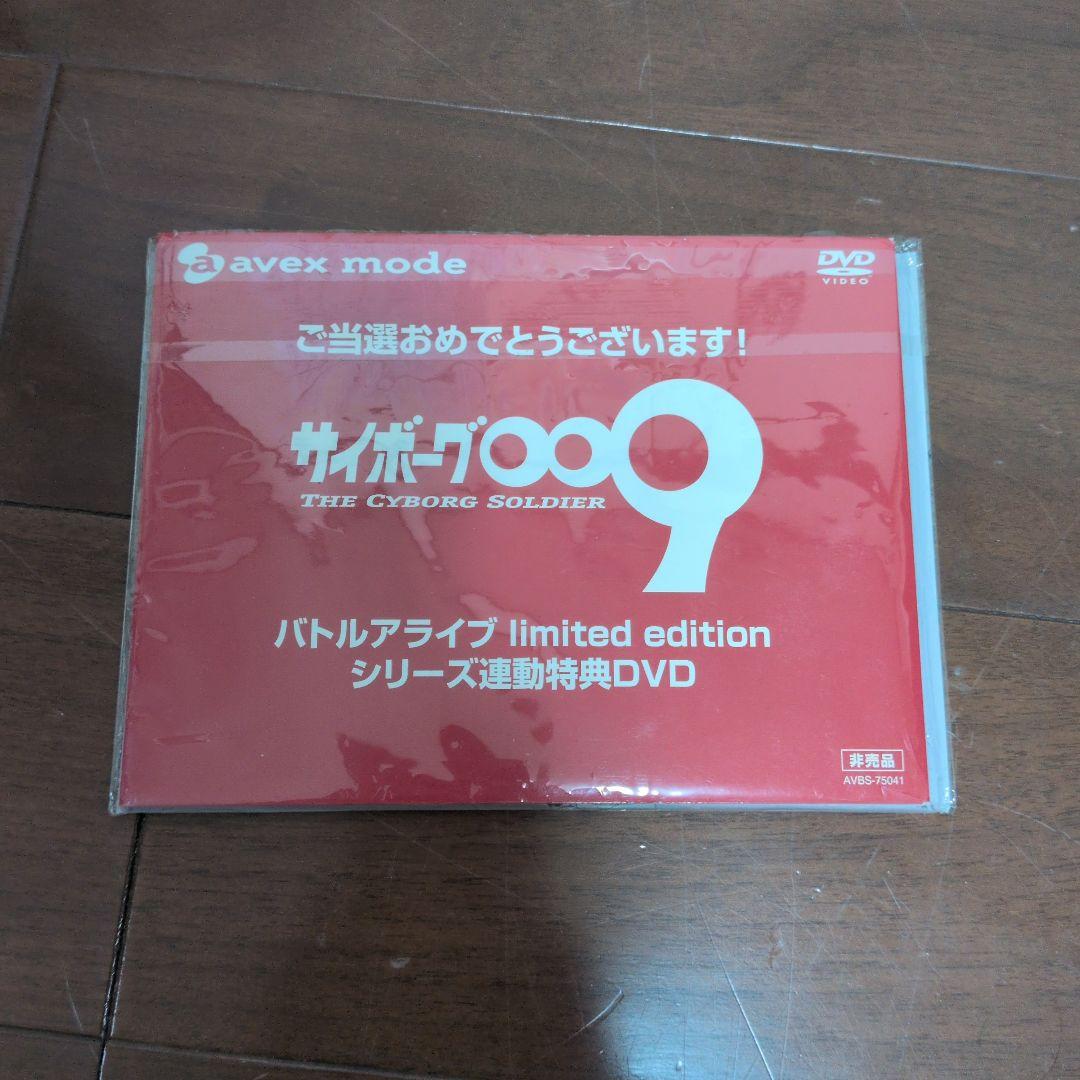 a avex mode
DVD
VIDEO
ご当選おめでとうございます!
サイボーグ009
THE CYBORG SOLDIER
バトルアライブ limited edition
シリーズ連動特典DVD
非売品
AVBS-75041